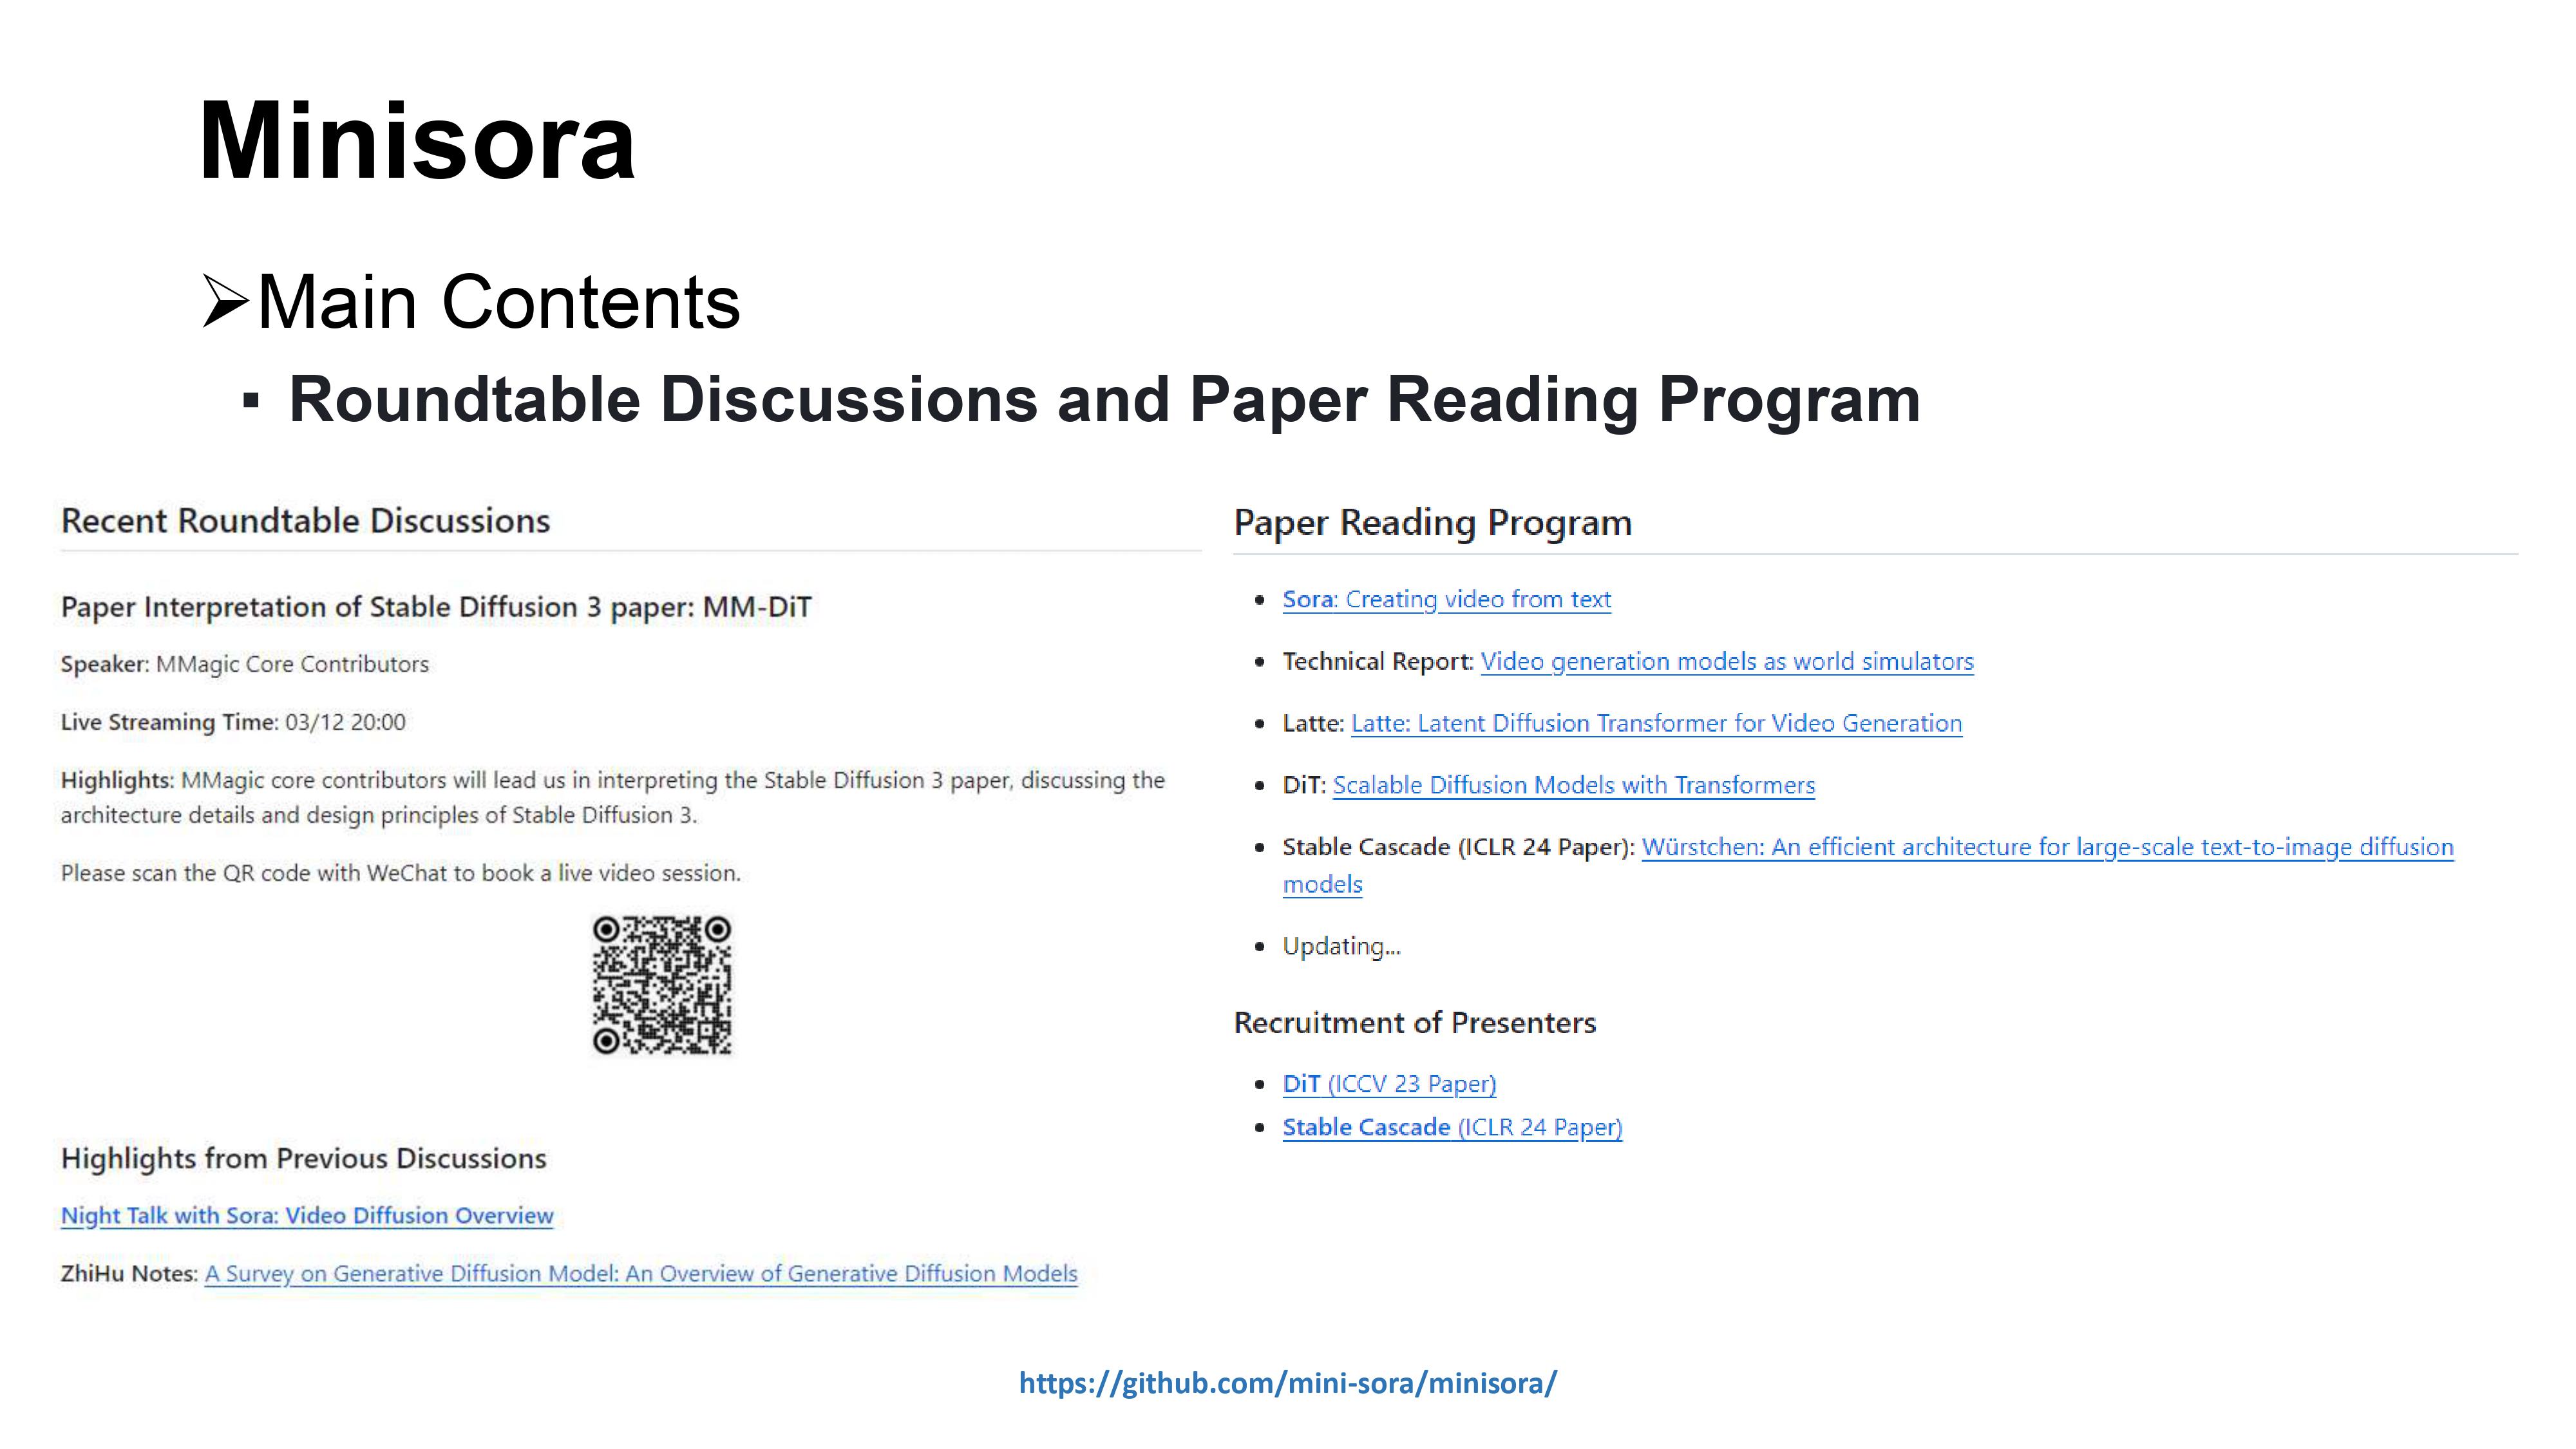 Minisora
➢Main Contents
▪ Roundtable Discussions and Paper Reading Program
Recent Roundtable Discussions
Paper Interpretation of Stable Diffusion 3 paper: MM-DiT
Speaker: MMagic Core Contributors
Live Streaming Time: 03/12 20:00
Highlights: MMagic core contributors will lead us in interpreting the Stable Diffusion 3 paper, discussing the
architecture details and design principles of Stable Diffusion 3.
Please scan the QR code with WeChat to book a live video session.
Highlights from Previous Discussions
Night Talk with Sora: Video Diffusion Overview
ZhiHu Notes: A Survey on Generative Diffusion Model: An Overview of Generative Diffusion Models
Paper Reading Program
• Sora: Creating video from text
• Technical Report: Video generation models as world simulators
• Latte: Latte: Latent Diffusion Transformer for Video Generation
• DiT: Scalable Diffusion Models with Transformers
• Stable Cascade (ICLR 24 Paper): Würstchen: An efficient architecture for large-scale text-to-image diffusion
models
• Updating...
Recruitment of Presenters
• DiT (ICCV 23 Paper)
• Stable Cascade (ICLR 24 Paper)
https://github.com/mini-sora/minisora/